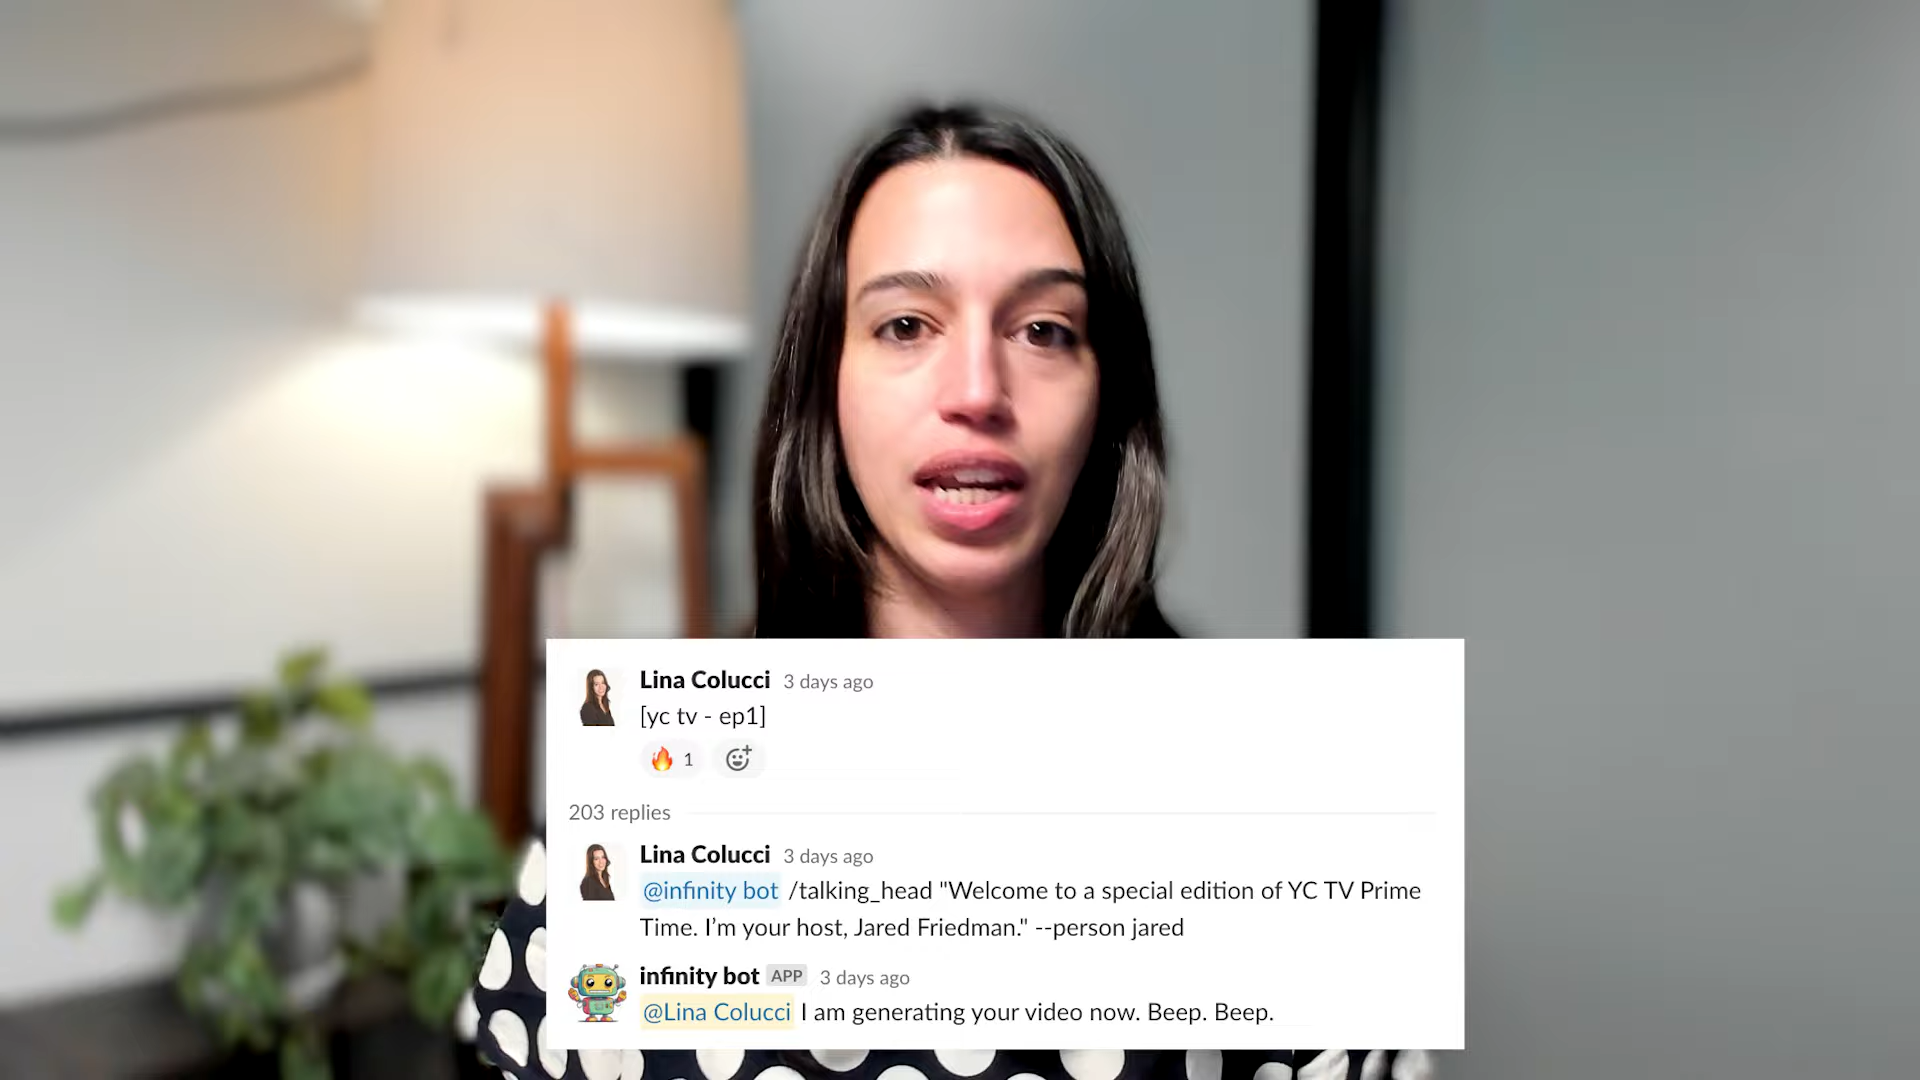 Lina Colucci 3 days ago
[yc tv - ep1]
1
203 replies
Lina Colucci 3 days ago
@infinity bot /talking_head "Welcome to a special edition of YC TV Prime
Time. I’m your host, Jared Friedman." --person jared
infinity bot APP 3 days ago
@Lina Colucci I am generating your video now. Beep. Beep.